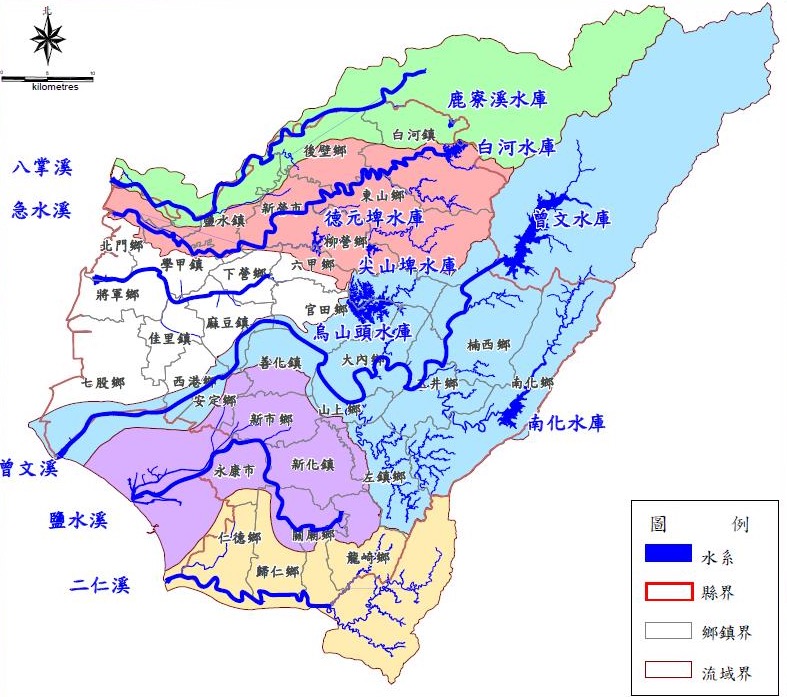 北
0 5 10
kilometres
鹿寮溪水庫
白河鎮
白河水庫
後壁鄉
八掌溪
東山鄉
急水溪
新營市
鹽水鎮
德元埤水庫
曾文水庫
柳營鄉
北門鄉
學甲鎮
六甲鄉
尖山埤水庫
下營鄉
將軍鄉
官田鄉
麻豆鎮
烏山頭水庫
佳里鎮
楠西鄉
大內鄉
善化鎮
七股鄉
西港鄉
玉井鄉
南化鄉
安定鄉
山上鄉
新市鄉
南化水庫
曾文溪
永康市
新化鎮
左鎮鄉
鹽水溪
仁德鄉
關廟鄉
龍崎鄉
歸仁鄉
二仁溪
圖 例
水系
縣界
鄉鎮界
流域界